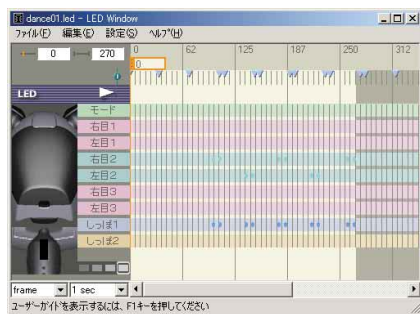 dance01.led - LED Window
ファイル(F) 編集(E) 設定(S) ヘルプ(H)
0 270
0 62 125 187 250 312
0
LED
モード
右目1
左目1
右目2
左目2
右目3
左目3
しっぽ1
しっぽ2
frame 1 sec
ユーザーガイドを表示するには、F1キーを押してください